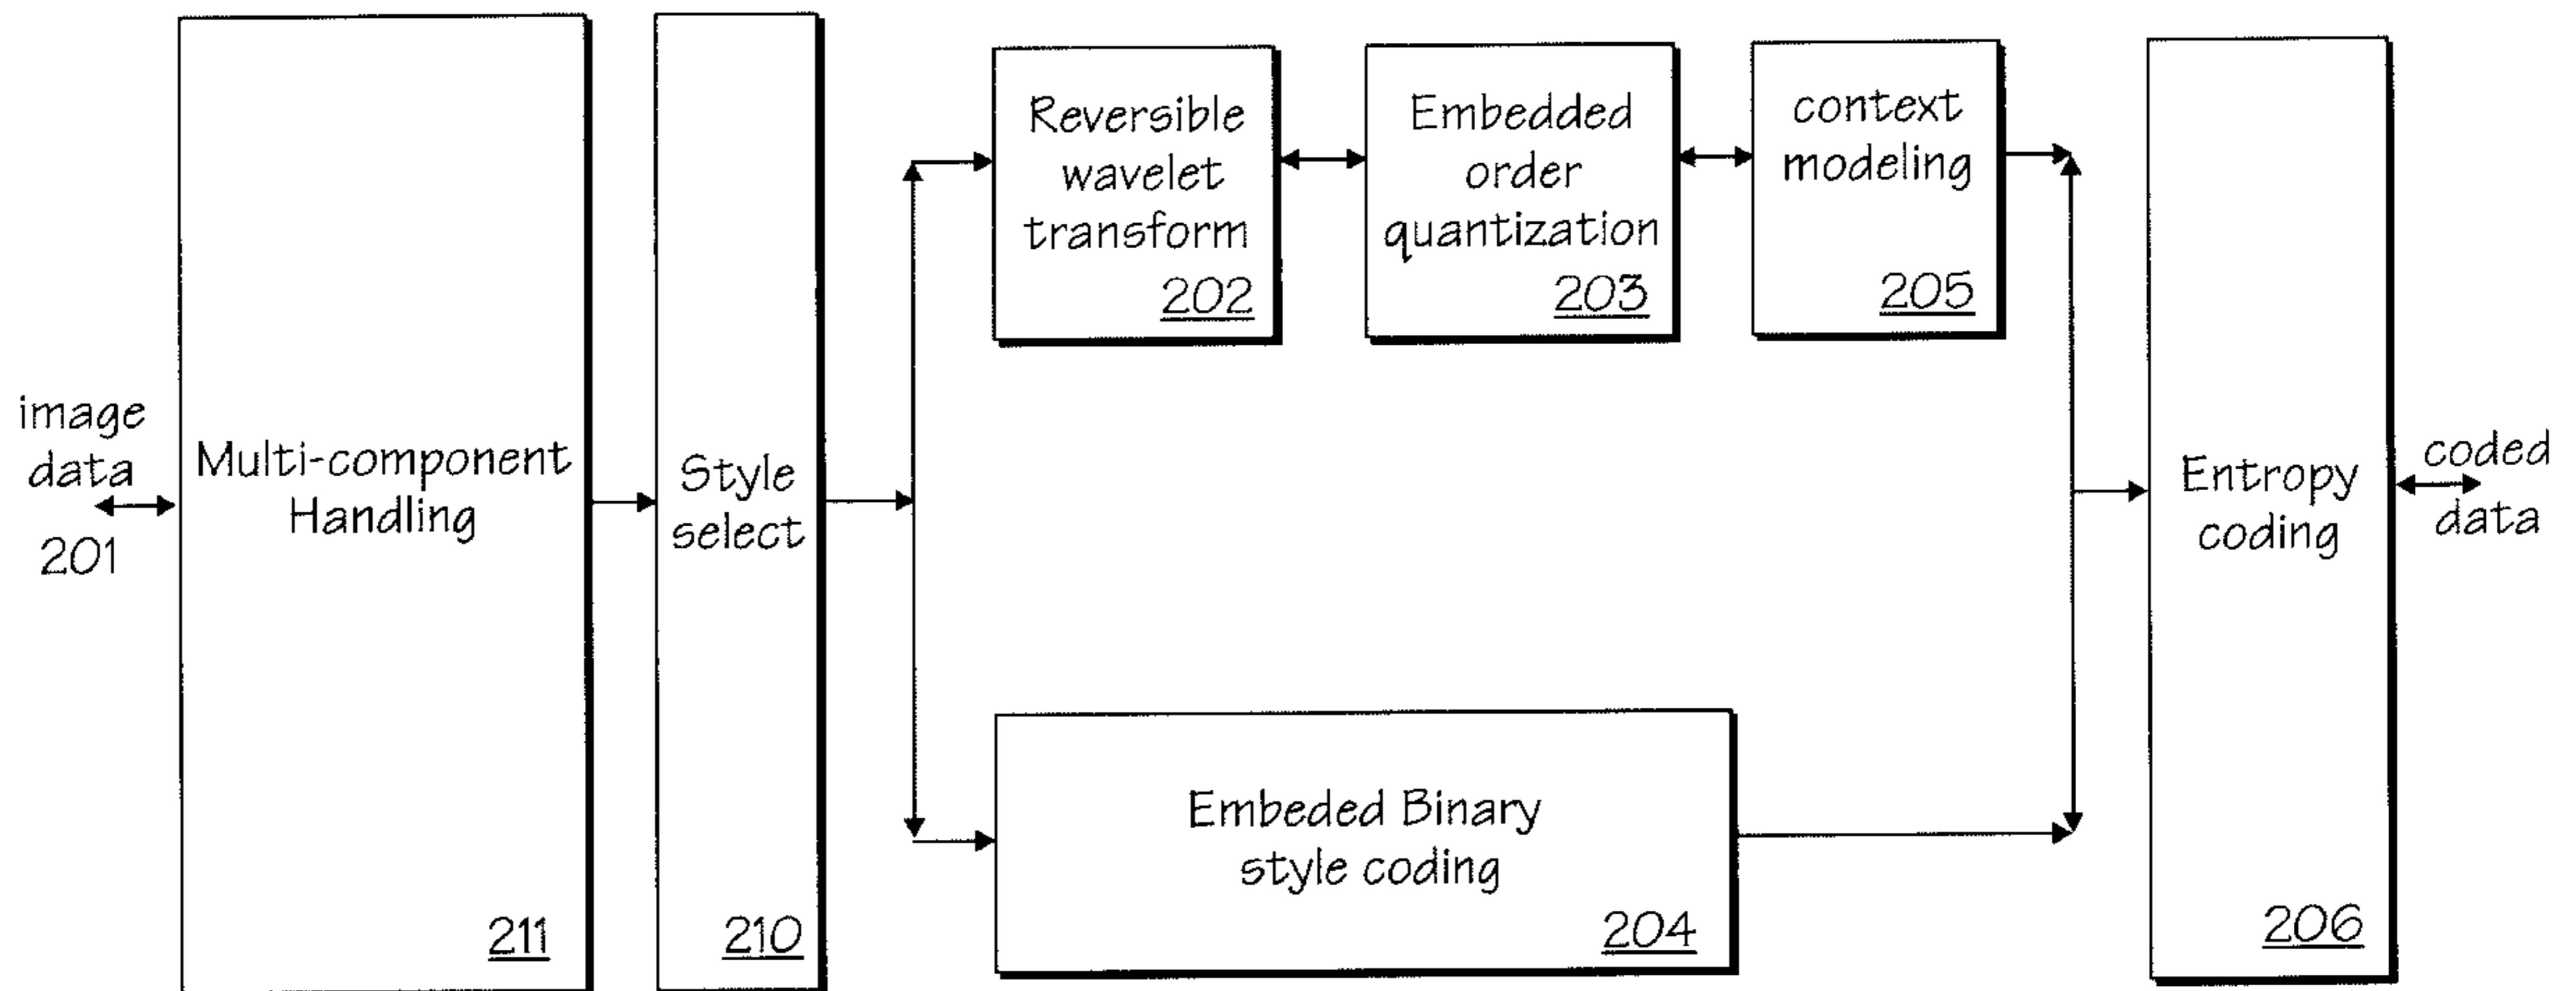 image
data
201
Multi-component
Handling
211
Style
select
210
Reversible
wavelet
transform
202
Embedded
order
quantization
203
context
modeling
205
Embeded Binary
style coding
204
Entropy
coding
206
coded
data